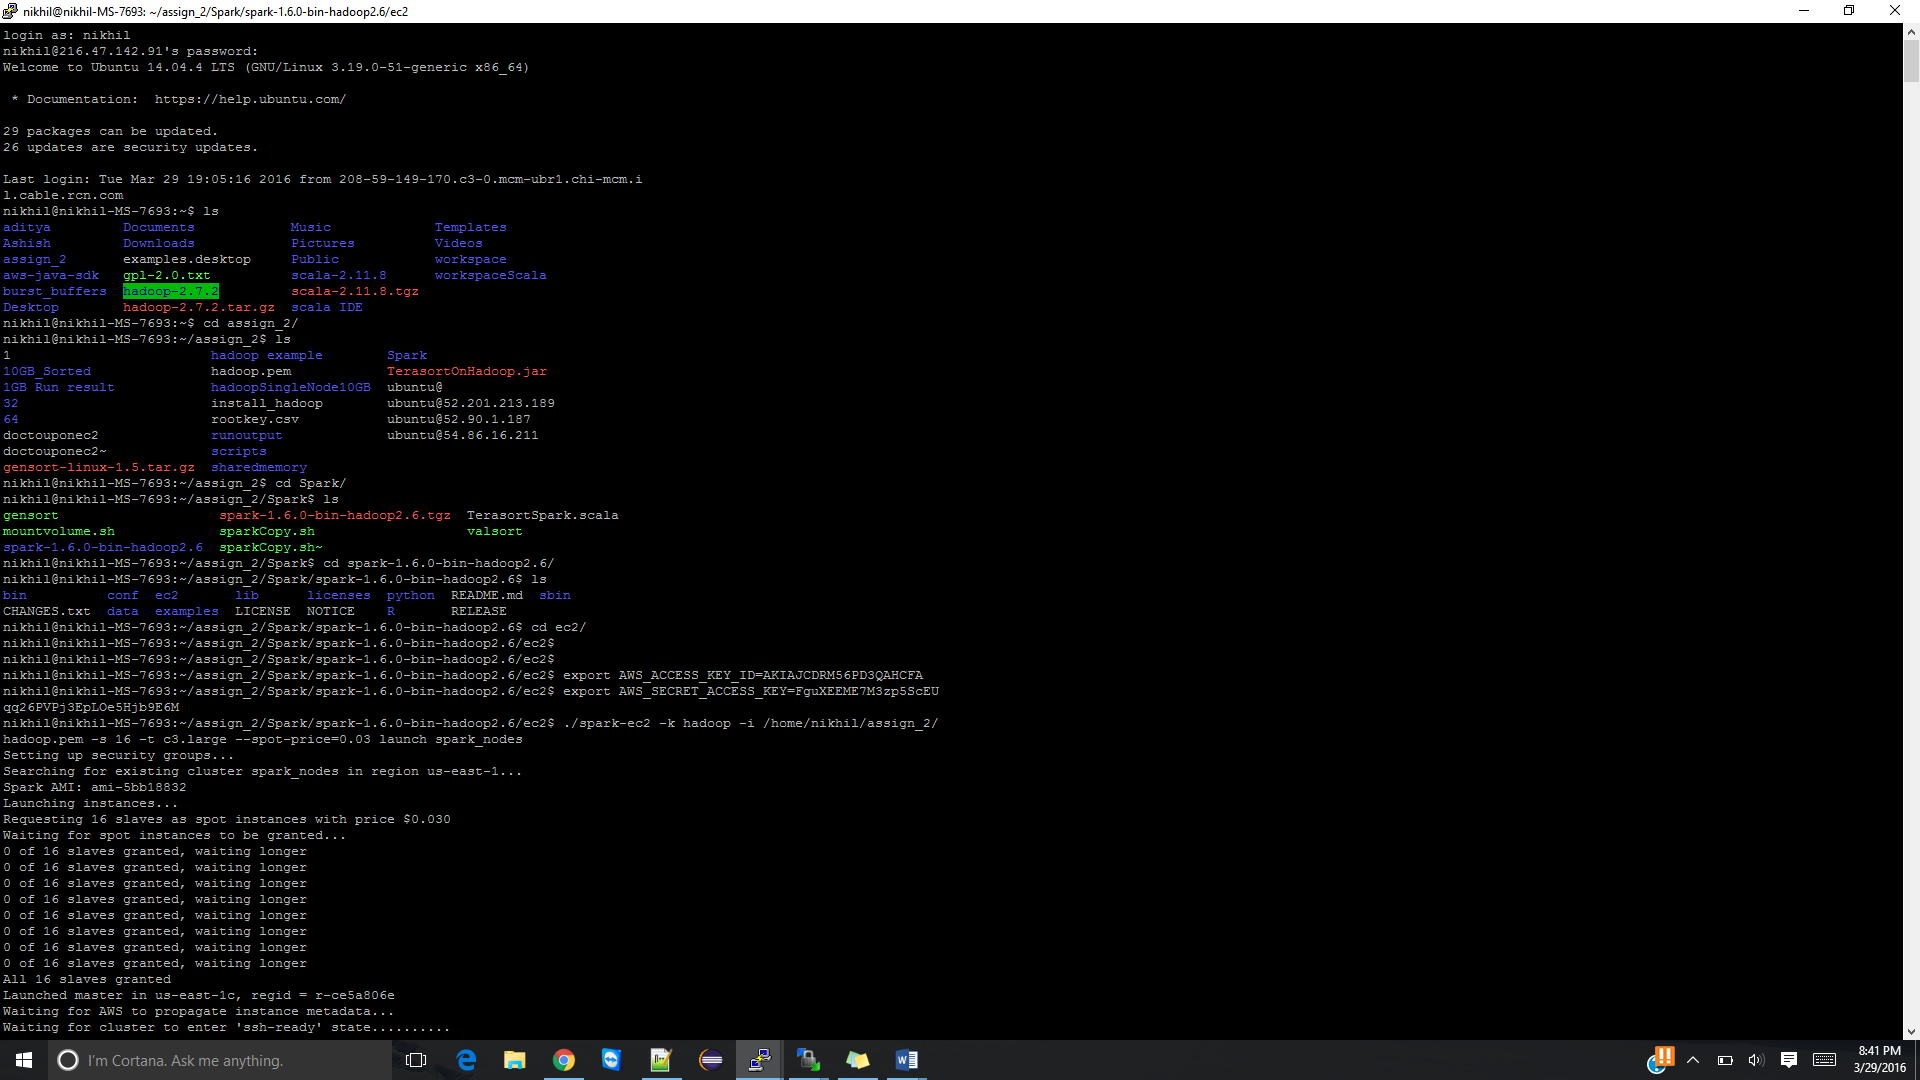 nikhil@nikhil-MS-7693: ~/assign_2/Spark/spark-1.6.0-bin-hadoop2.6/ec2
login as: nikhil
nikhil@216.47.142.91's password:
Welcome to Ubuntu 14.04.4 LTS (GNU/Linux 3.19.0-51-generic x86_64)
* Documentation:  https://help.ubuntu.com/
29 packages can be updated.
26 updates are security updates.
Last login: Tue Mar 29 19:05:16 2016 from 208-59-149-170.c3-0.mcm-ubr1.chi-mcm.i
l.cable.rcn.com
nikhil@nikhil-MS-7693:~$ ls
aditya Documents Music Templates
Ashish Downloads Pictures Videos
assign_2 examples.desktop Public workspace
aws-java-sdk gpl-2.0.txt scala-2.11.8 workspaceScala
burst_buffers hadoop-2.7.2 scala-2.11.8.tgz
Desktop hadoop-2.7.2.tar.gz scala IDE
nikhil@nikhil-MS-7693:~$ cd assign_2/
nikhil@nikhil-MS-7693:~/assign_2$ ls
1 hadoop example Spark
10GB_Sorted hadoop.pem TerasortOnHadoop.jar
1GB Run result hadoopSingleNode10GB ubuntu@
32 install_hadoop ubuntu@52.201.213.189
64 rootkey.csv ubuntu@52.90.1.187
doctouponec2 runoutput ubuntu@54.86.16.211
doctouponec2~ scripts
gensort-linux-1.5.tar.gz sharedmemory
nikhil@nikhil-MS-7693:~/assign_2$ cd Spark/
nikhil@nikhil-MS-7693:~/assign_2/Spark$ ls
gensort spark-1.6.0-bin-hadoop2.6.tgz TerasortSpark.scala
mountvolume.sh sparkCopy.sh valsort
spark-1.6.0-bin-hadoop2.6 sparkCopy.sh~
nikhil@nikhil-MS-7693:~/assign_2/Spark$ cd spark-1.6.0-bin-hadoop2.6/
nikhil@nikhil-MS-7693:~/assign_2/Spark/spark-1.6.0-bin-hadoop2.6$ ls
bin conf ec2 lib licenses python README.md sbin
CHANGES.txt data examples LICENSE NOTICE R RELEASE
nikhil@nikhil-MS-7693:~/assign_2/Spark/spark-1.6.0-bin-hadoop2.6$ cd ec2/
nikhil@nikhil-MS-7693:~/assign_2/Spark/spark-1.6.0-bin-hadoop2.6/ec2$
nikhil@nikhil-MS-7693:~/assign_2/Spark/spark-1.6.0-bin-hadoop2.6/ec2$
nikhil@nikhil-MS-7693:~/assign_2/Spark/spark-1.6.0-bin-hadoop2.6/ec2$ export AWS_ACCESS_KEY_ID=AKIAJCDRM56PD3QAHCFA
nikhil@nikhil-MS-7693:~/assign_2/Spark/spark-1.6.0-bin-hadoop2.6/ec2$ export AWS_SECRET_ACCESS_KEY=FguXEEME7M3zp5ScEU
qq26PVPj3EpLOe5Hjb9E6M
nikhil@nikhil-MS-7693:~/assign_2/Spark/spark-1.6.0-bin-hadoop2.6/ec2$ ./spark-ec2 -k hadoop -i /home/nikhil/assign_2/
hadoop.pem -s 16 -t c3.large --spot-price=0.03 launch spark_nodes
Setting up security groups...
Searching for existing cluster spark_nodes in region us-east-1...
Spark AMI: ami-5bb18832
Launching instances...
Requesting 16 slaves as spot instances with price $0.030
Waiting for spot instances to be granted...
0 of 16 slaves granted, waiting longer
0 of 16 slaves granted, waiting longer
0 of 16 slaves granted, waiting longer
0 of 16 slaves granted, waiting longer
0 of 16 slaves granted, waiting longer
0 of 16 slaves granted, waiting longer
0 of 16 slaves granted, waiting longer
0 of 16 slaves granted, waiting longer
All 16 slaves granted
Launched master in us-east-1c, regid = r-ce5a806e
Waiting for AWS to propagate instance metadata...
Waiting for cluster to enter 'ssh-ready' state..........
I'm Cortana. Ask me anything.
8:41 PM
3/29/2016